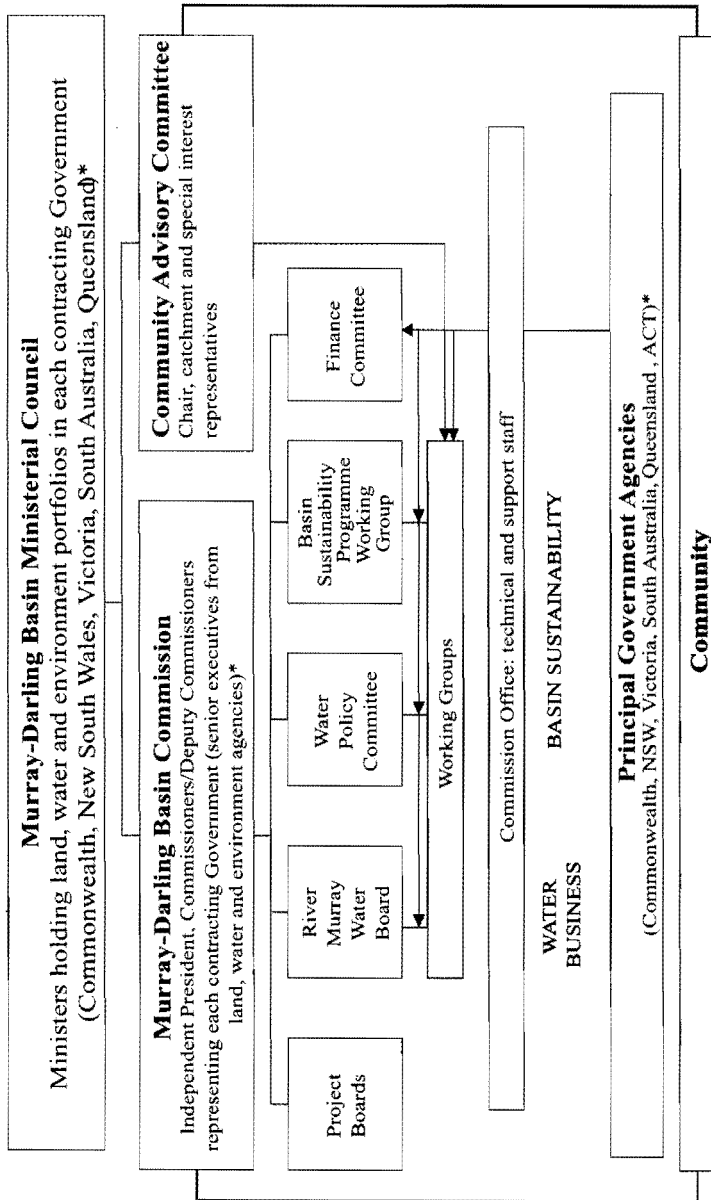 Murray-Darling Basin Ministerial Council
Ministers holding land, water and environment portfolios in each contracting Government
(Commonwealth, New South Wales, Victoria, South Australia, Queensland)*
Murray-Darling Basin Commission
Independent President, Commissioners/Deputy Commissioners
representing each contracting Government (senior executives from
land, water and environment agencies)*
Community Advisory Committee
Chair, catchment and special interest
representatives
Project
Boards
River
Murray
Water
Board
Water
Policy
Committee
Basin
Sustainability
Programme
Working
Group
Finance
Committee
Working Groups
Commission Office: technical and support staff
WATER
BUSINESS
BASIN SUSTAINABILITY
Principal Government Agencies
(Commonwealth, NSW, Victoria, South Australia, Queensland , ACT)*
Community